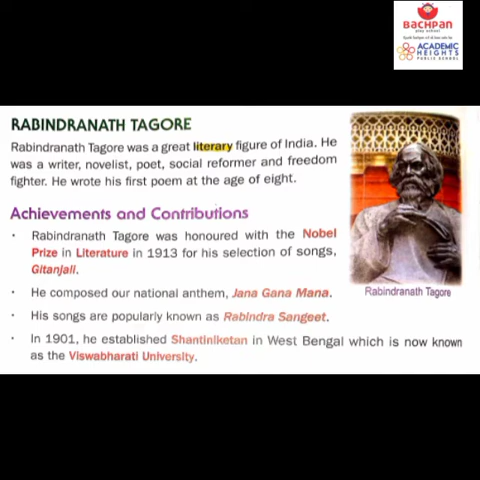 BACHPAN
play school
ACADEMIC
HEIGHTS
PUBLIC SCHOOL
RABINDRANATH TAGORE
Rabindranath Tagore was a great literary figure of India. He
was a writer, novelist, poet, social reformer and freedom
fighter. He wrote his first poem at the age of eight.
Achievements and Contributions
• Rabindranath Tagore was honoured with the Nobel
Prize in Literature in 1913 for his selection of songs,
Gitanjali.
• He composed our national anthem, Jana Gana Mana.
• His songs are popularly known as Rabindra Sangeet.
• In 1901, he established Shantiniketan in West Bengal which is now known
as the Viswabharati University.
Rabindranath Tagore